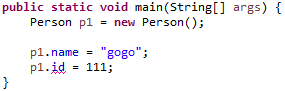 public static void main(String[] args) {
    Person p1 = new Person();

    p1.name = "gogo";
    p1.id = 111;
}